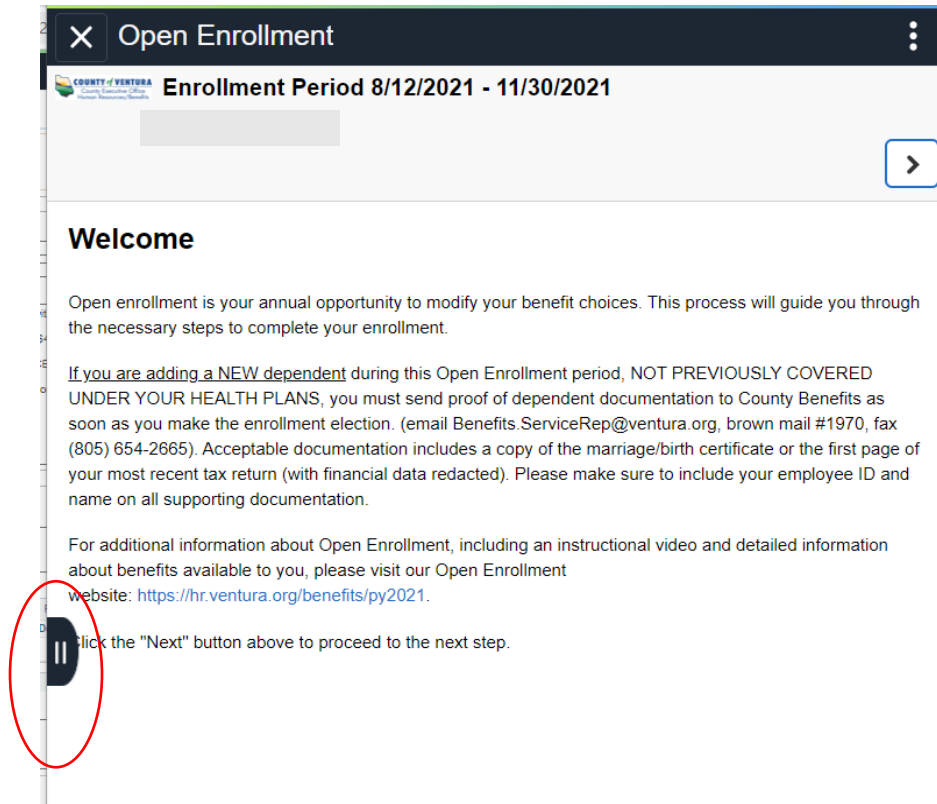 Open Enrollment
COUNTY of VENTURA
County Executive Office
Human Resources/Benefits
Enrollment Period 8/12/2021 - 11/30/2021
Welcome
Open enrollment is your annual opportunity to modify your benefit choices. This process will guide you through
the necessary steps to complete your enrollment.
If you are adding a NEW dependent during this Open Enrollment period, NOT PREVIOUSLY COVERED
UNDER YOUR HEALTH PLANS, you must send proof of dependent documentation to County Benefits as
soon as you make the enrollment election. (email Benefits.ServiceRep@ventura.org, brown mail #1970, fax
(805) 654-2665). Acceptable documentation includes a copy of the marriage/birth certificate or the first page of
your most recent tax return (with financial data redacted). Please make sure to include your employee ID and
name on all supporting documentation.
For additional information about Open Enrollment, including an instructional video and detailed information
about benefits available to you, please visit our Open Enrollment
website: https://hr.ventura.org/benefits/py2021.
Click the "Next" button above to proceed to the next step.